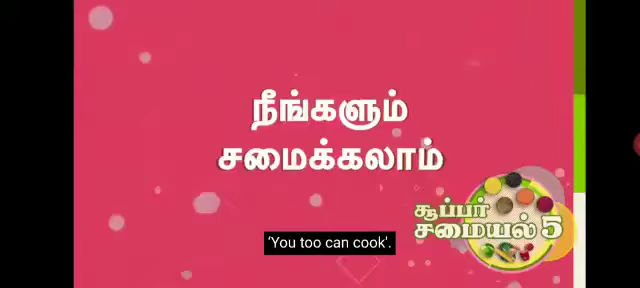 நீங்களும்
சமைக்கலாம்
சூப்பர்
சமையல் 5
‘You too can cook'.